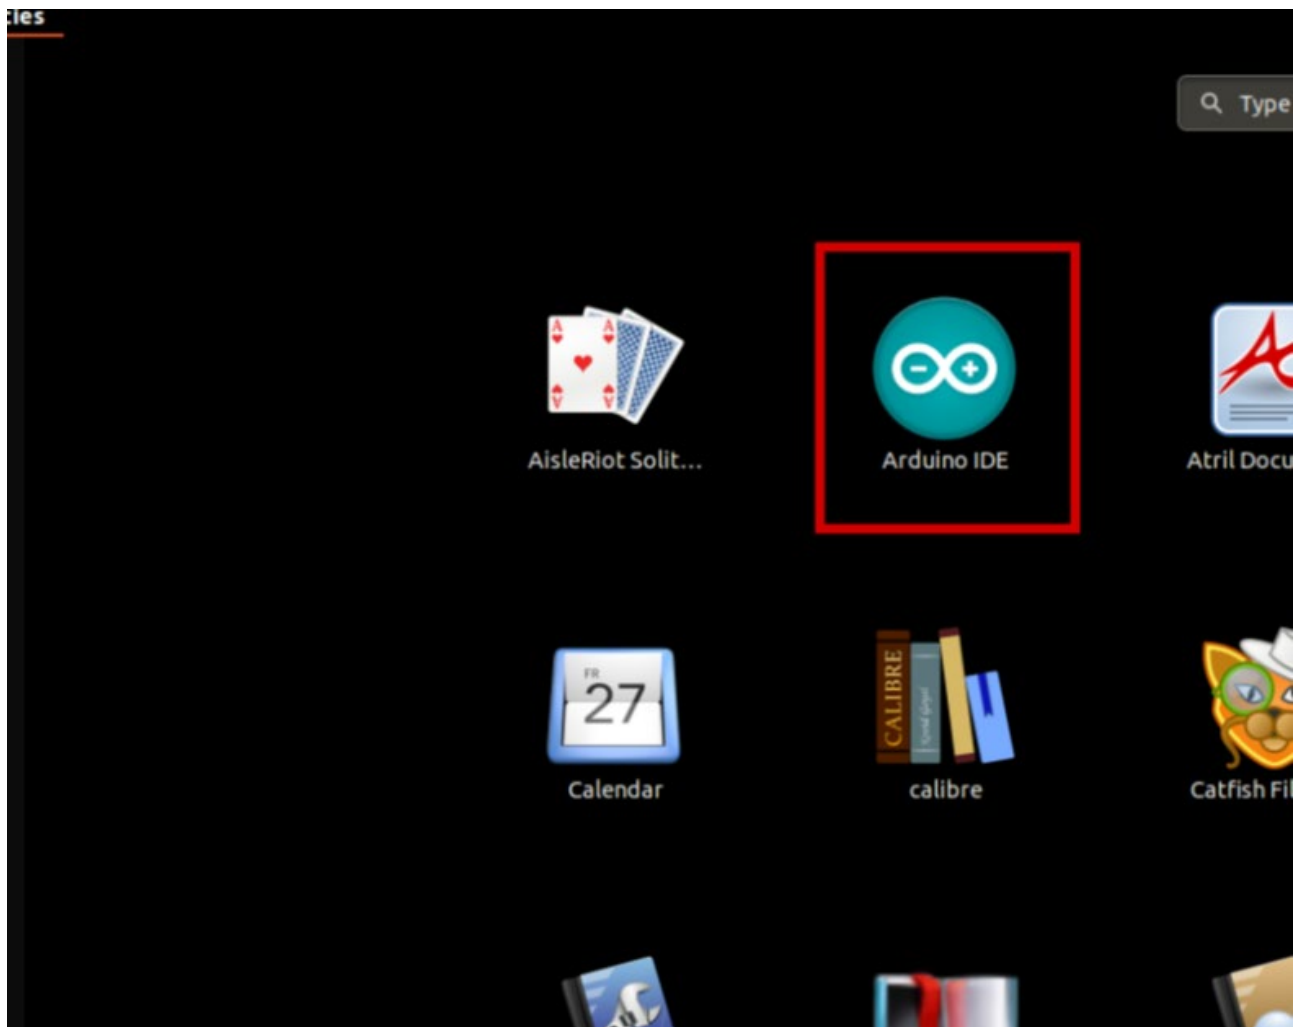 Type
AisleRiot Solit...
Arduino IDE
Atril Docu
FR
27
CALIBRE
Calendar
calibre
Catfish Fil